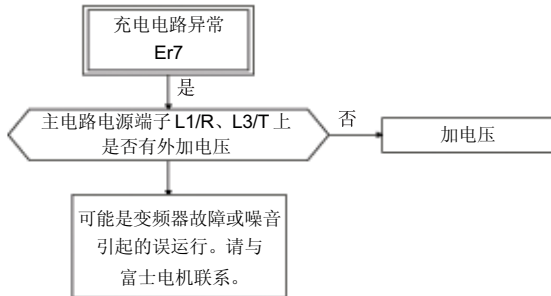 充电电路异常
Er7
是
主电路电源端子 L1/R、L3/T 上
是否有外加电压
否
加电压
可能是变频器故障或噪音
引起的误运行。请与
富士电机联系。